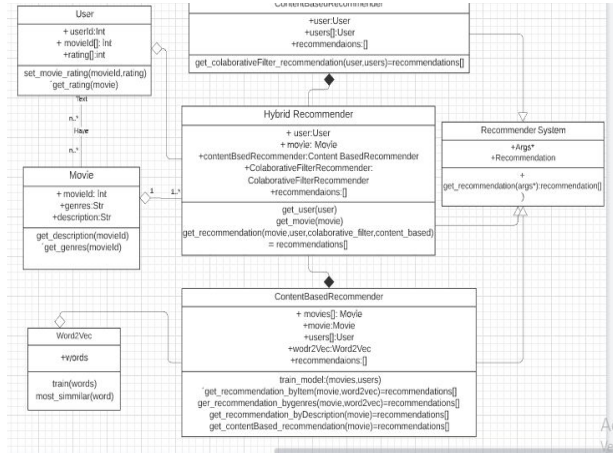 ContentBasedRecommender
+user:User
+users[]:User
+recommendaions:[]
get_colaborativeFilter_recommendation(user,users)=recommendations[]
User
+ userId:Int
+ movieId[]: int
+rating[]:int
set_movie_rating(movieId,rating)
`get_rating(movie)
Text
n..*
Have
n..*
Hybrid Recommender
+ user:User
+ movie: Movie
+contentBsedRecommender:Content BasedRecommender
+ColaborativeFilterRecommender:
ColaborativeFilterRecommender
+recommendaions:[]
get_user(user)
get_movie(movie)
get_recommendation(movie,user,colaborative_filter,content_based)
= recommendations[]
Recommender System
+Args*
+Recommendation
+
get_recommendation(args*):recommendation[]
)
Movie
+ movieId: Int
+genres:Str
+description:Str
get_description(movieId)
`get_genres(movieId)
1
1..*
ContentBasedRecommender
+ movies[]: Movie
+movie:Movie
+users[]:User
+wodr2Vec:Word2Vec
+recommendaions:[]
train_model:(movies,users)
`get_recommendation_byItem(movie,word2vec)=recommendations[]
ger_recommendation_bygenres(movie,word2vec)=recommendations[]
get_recommendation_byDescription(movie)=recommendations[]
get_contentBased_recommendation(movie)=recommendations[]
Word2Vec
+words
train(words)
most_simmilar(word)